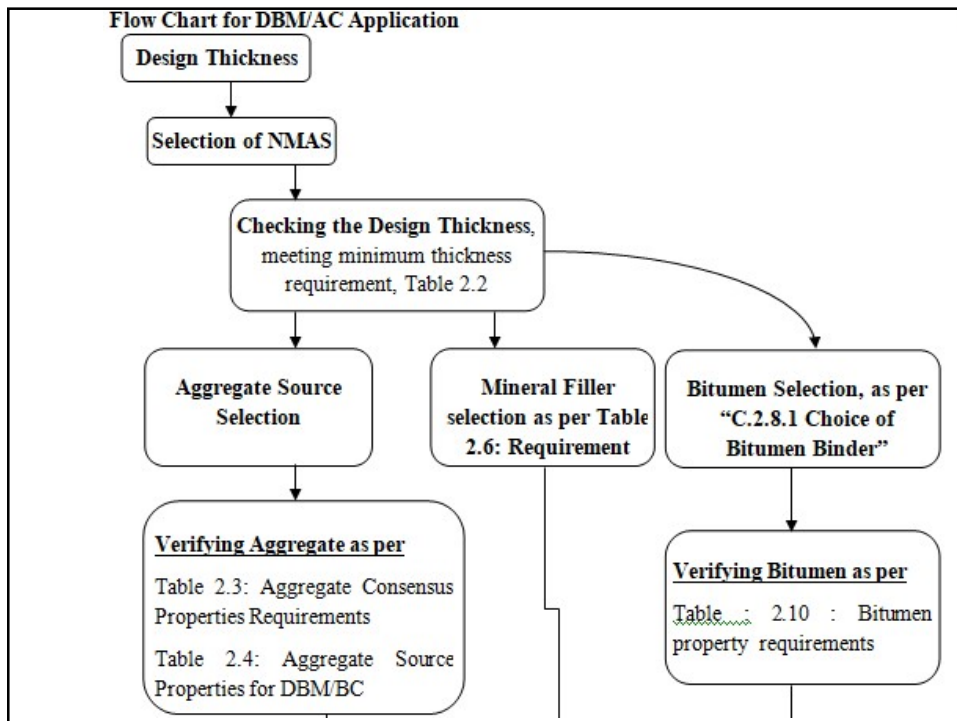 Flow Chart for DBM/AC Application
Design Thickness
Selection of NMAS
Checking the Design Thickness,
meeting minimum thickness
requirement, Table 2.2
Aggregate Source
Selection
Mineral Filler
selection as per Table
2.6: Requirement
Bitumen Selection, as per
“C.2.8.1 Choice of
Bitumen Binder”
Verifying Aggregate as per
Table 2.3: Aggregate Consensus
Properties Requirements
Table 2.4: Aggregate Source
Properties for DBM/BC
Verifying Bitumen as per
Table : 2.10 : Bitumen
property requirements